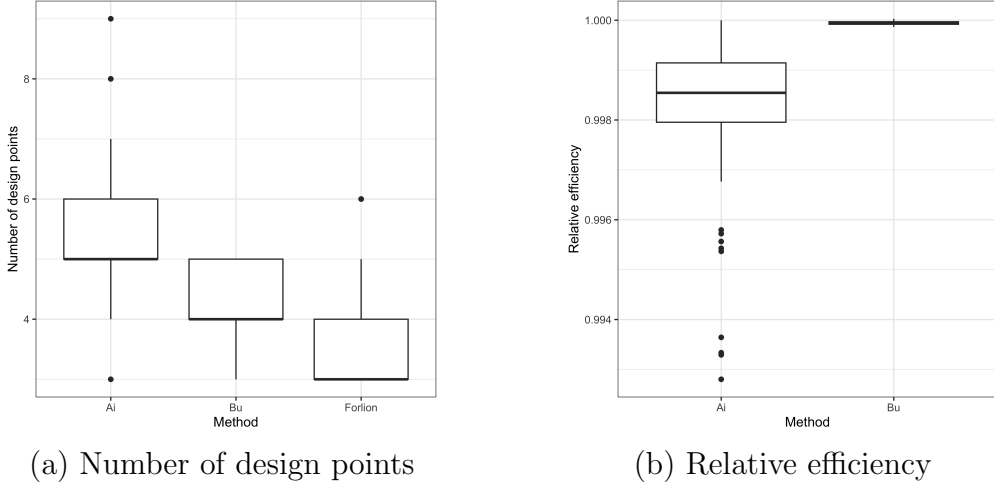 Number of design points
8
6
4
Ai Bu Forlion
Method
(a) Number of design points
Relative efficiency
1.000
0.998
0.996
0.994
Ai Bu
Method
(b) Relative efficiency